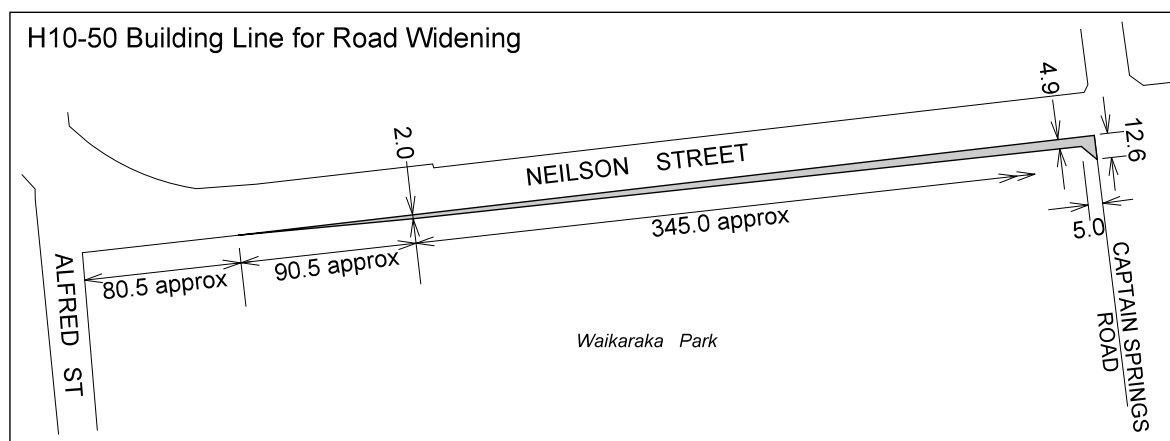 H10-50 Building Line for Road Widening
4.9
12.6
2.0
NEILSON STREET
345.0 approx
5.0
90.5 approx
80.5 approx
ALFRED ST
Waikaraka Park
CAPTAIN SPRINGS
ROAD